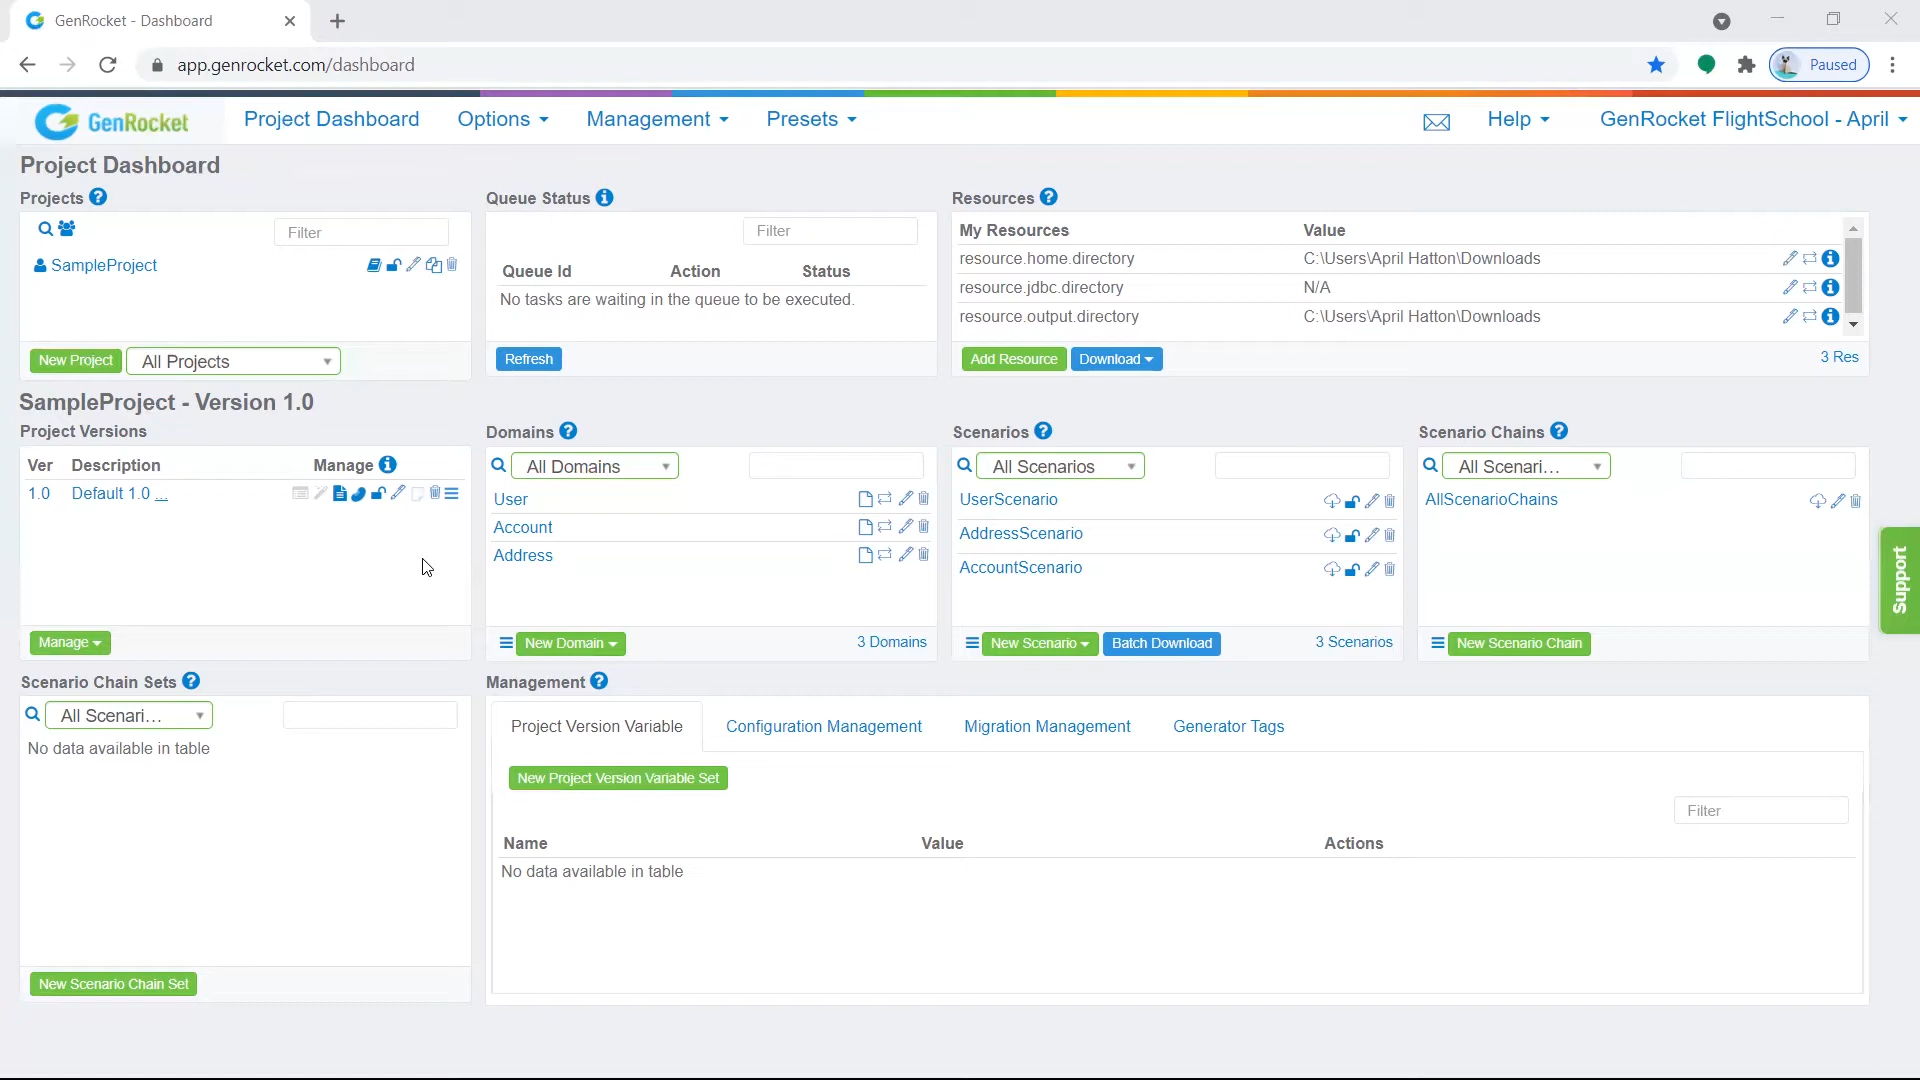 GenRocket - Dashboard
app.genrocket.com/dashboard
Paused
GenRocket
Project Dashboard
Options
Management
Presets
Help
GenRocket FlightSchool - April
Project Dashboard
Projects
Filter
SampleProject
New Project
All Projects
Queue Status
Filter
Queue Id Action Status
No tasks are waiting in the queue to be executed.
Refresh
Resources
My Resources Value
resource.home.directory C:\Users\April Hatton\Downloads
resource.jdbc.directory N/A
resource.output.directory C:\Users\April Hatton\Downloads
Add Resource
Download
3 Res
SampleProject - Version 1.0
Project Versions
Ver Description Manage
1.0 Default 1.0 ...
Manage
Domains
All Domains
User
Account
Address
New Domain
3 Domains
Scenarios
All Scenarios
UserScenario
AddressScenario
AccountScenario
New Scenario
Batch Download
3 Scenarios
Scenario Chains
All Scenari...
AllScenarioChains
New Scenario Chain
Support
Scenario Chain Sets
All Scenari...
No data available in table
New Scenario Chain Set
Management
Project Version Variable
Configuration Management
Migration Management
Generator Tags
New Project Version Variable Set
Filter
Name Value Actions
No data available in table